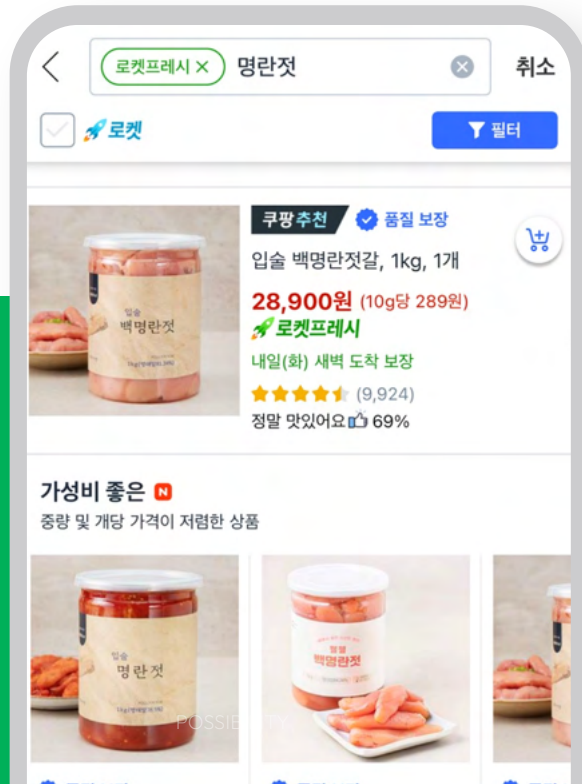 로켓프레시 × 명란젓
취소
로켓
필터
쿠팡추천 품질 보장
입술 백명란젓갈, 1kg, 1개
28,900원 (10g당 289원)
로켓프레시
내일(화) 새벽 도착 보장
(9,924)
정말 맛있어요 69%
입술
백명란젓
가성비 좋은 N
중량 및 개당 가격이 저렴한 상품
입술
명란젓
백명란젓